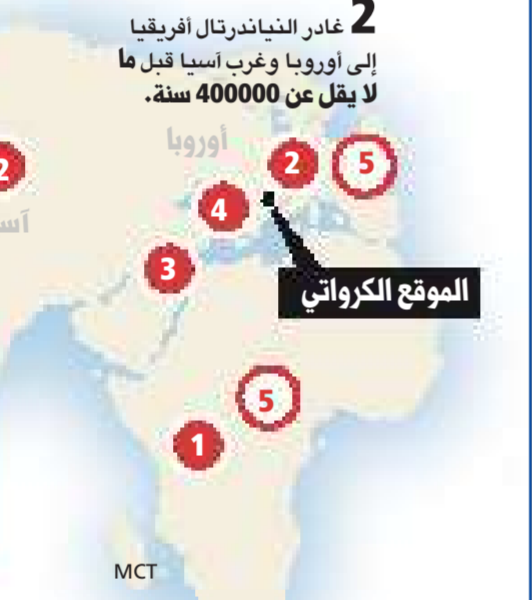 2 غادر النياندرتال أفريقيا
إلى أوروبا وغرب آسيا قبل ما
لا يقل عن 400000 سنة.
أوروبا
5
2
2
4
آس
3
الموقع الكرواتي
5
1
MCT